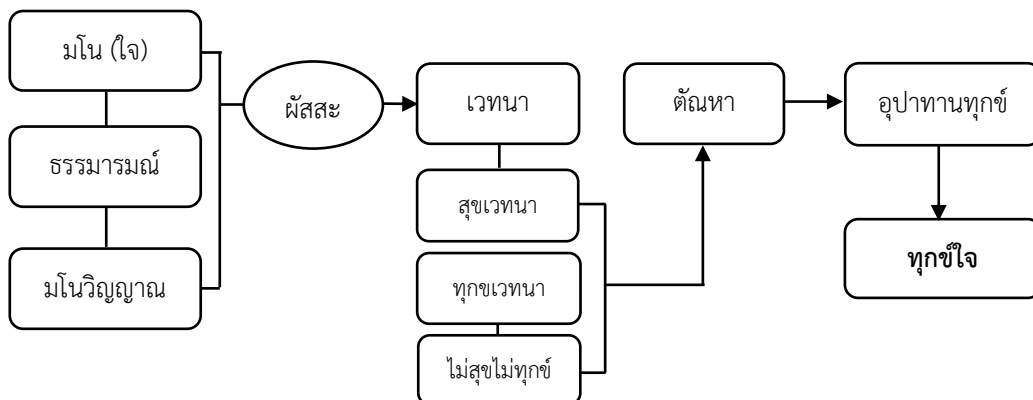 มโน (ใจ)
ธรรมารมณ์
มโนวิญญาณ
ผัสสะ
เวทนา
สุขเวทนา
ทุกขเวทนา
ไม่สุขไม่ทุกข์
ตัณหา
อุปาทานทุกข์
ทุกข์ใจ